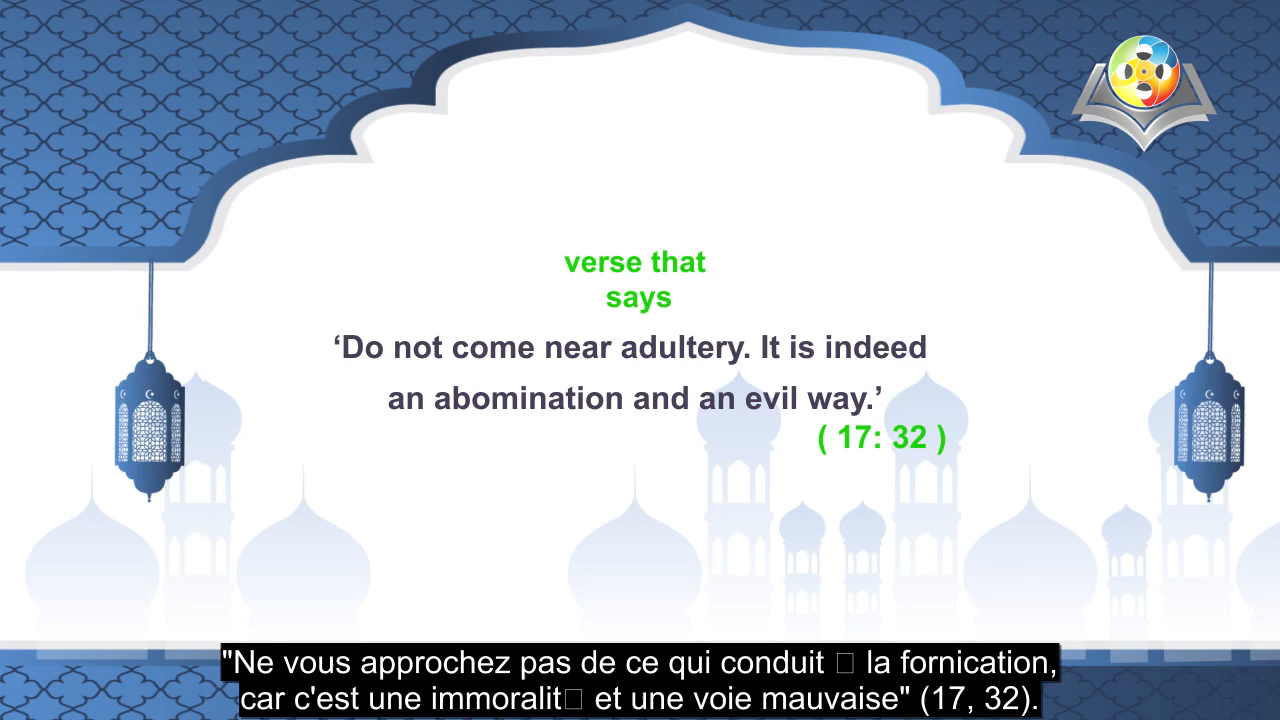 verse that
says
‘Do not come near adultery. It is indeed
an abomination and an evil way.’
( 17: 32 )
"Ne vous approchez pas de ce qui conduit □ la fornication,
car c'est une immoralit□ et une voie mauvaise" (17, 32).